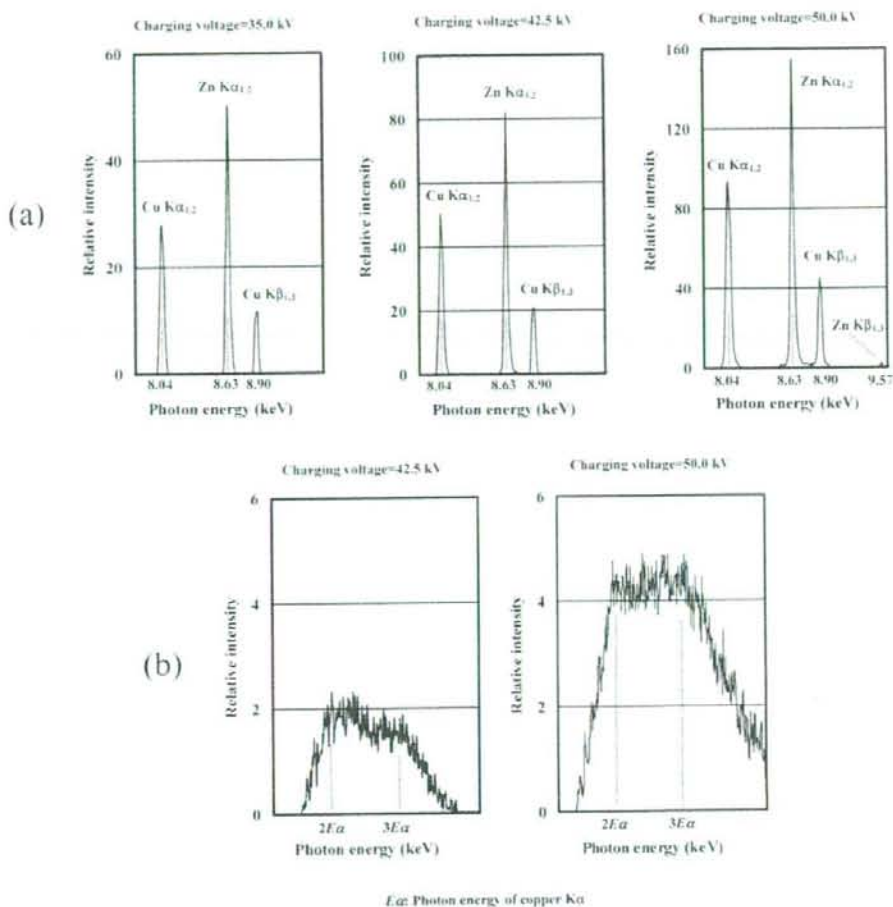 Charging voltage=35.0 kV
60
40
20
0
Relative intensity
Cu Kα1,2
Zn Kα1,2
Cu Kβ1,3
8.04 8.63 8.90
Photon energy (keV)
Charging voltage=42.5 kV
100
80
60
40
20
0
Relative intensity
Cu Kα1,2
Zn Kα1,2
Cu Kβ1,3
8.04 8.63 8.90
Photon energy (keV)
Charging voltage=50.0 kV
160
120
80
40
0
Relative intensity
Cu Kα1,2
Zn Kα1,2
Cu Kβ1,3
Zn Kβ1,3
8.04 8.63 8.90 9.57
Photon energy (keV)
(a)
Charging voltage=42.5 kV
6
4
2
0
Relative intensity
2Eα 3Eα
Photon energy (keV)
Charging voltage=50.0 kV
6
4
2
0
Relative intensity
2Eα 3Eα
Photon energy (keV)
(b)
Eα: Photon energy of copper Kα